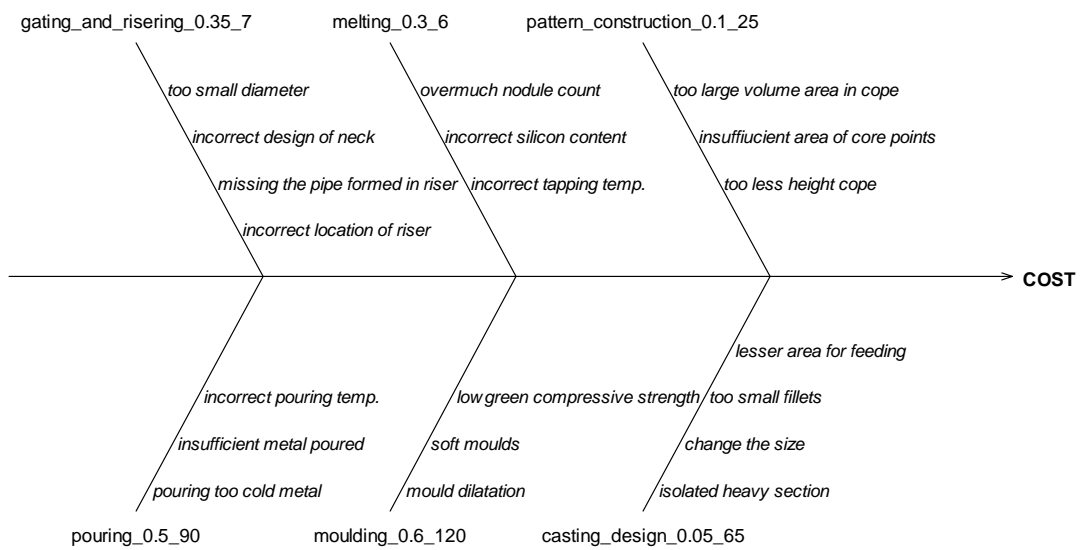 gating_and_risering_0.35_7
melting_0.3_6
pattern_construction_0.1_25
too small diameter
overmuch nodule count
too large volume area in cope
incorrect design of neck
incorrect silicon content
insuffiucient area of core points
missing the pipe formed in riser
incorrect tapping temp.
too less height cope
incorrect location of riser
COST
lesser area for feeding
incorrect pouring temp.
low green compressive strength
too small fillets
insufficient metal poured
soft moulds
change the size
pouring too cold metal
mould dilatation
isolated heavy section
pouring_0.5_90
moulding_0.6_120
casting_design_0.05_65